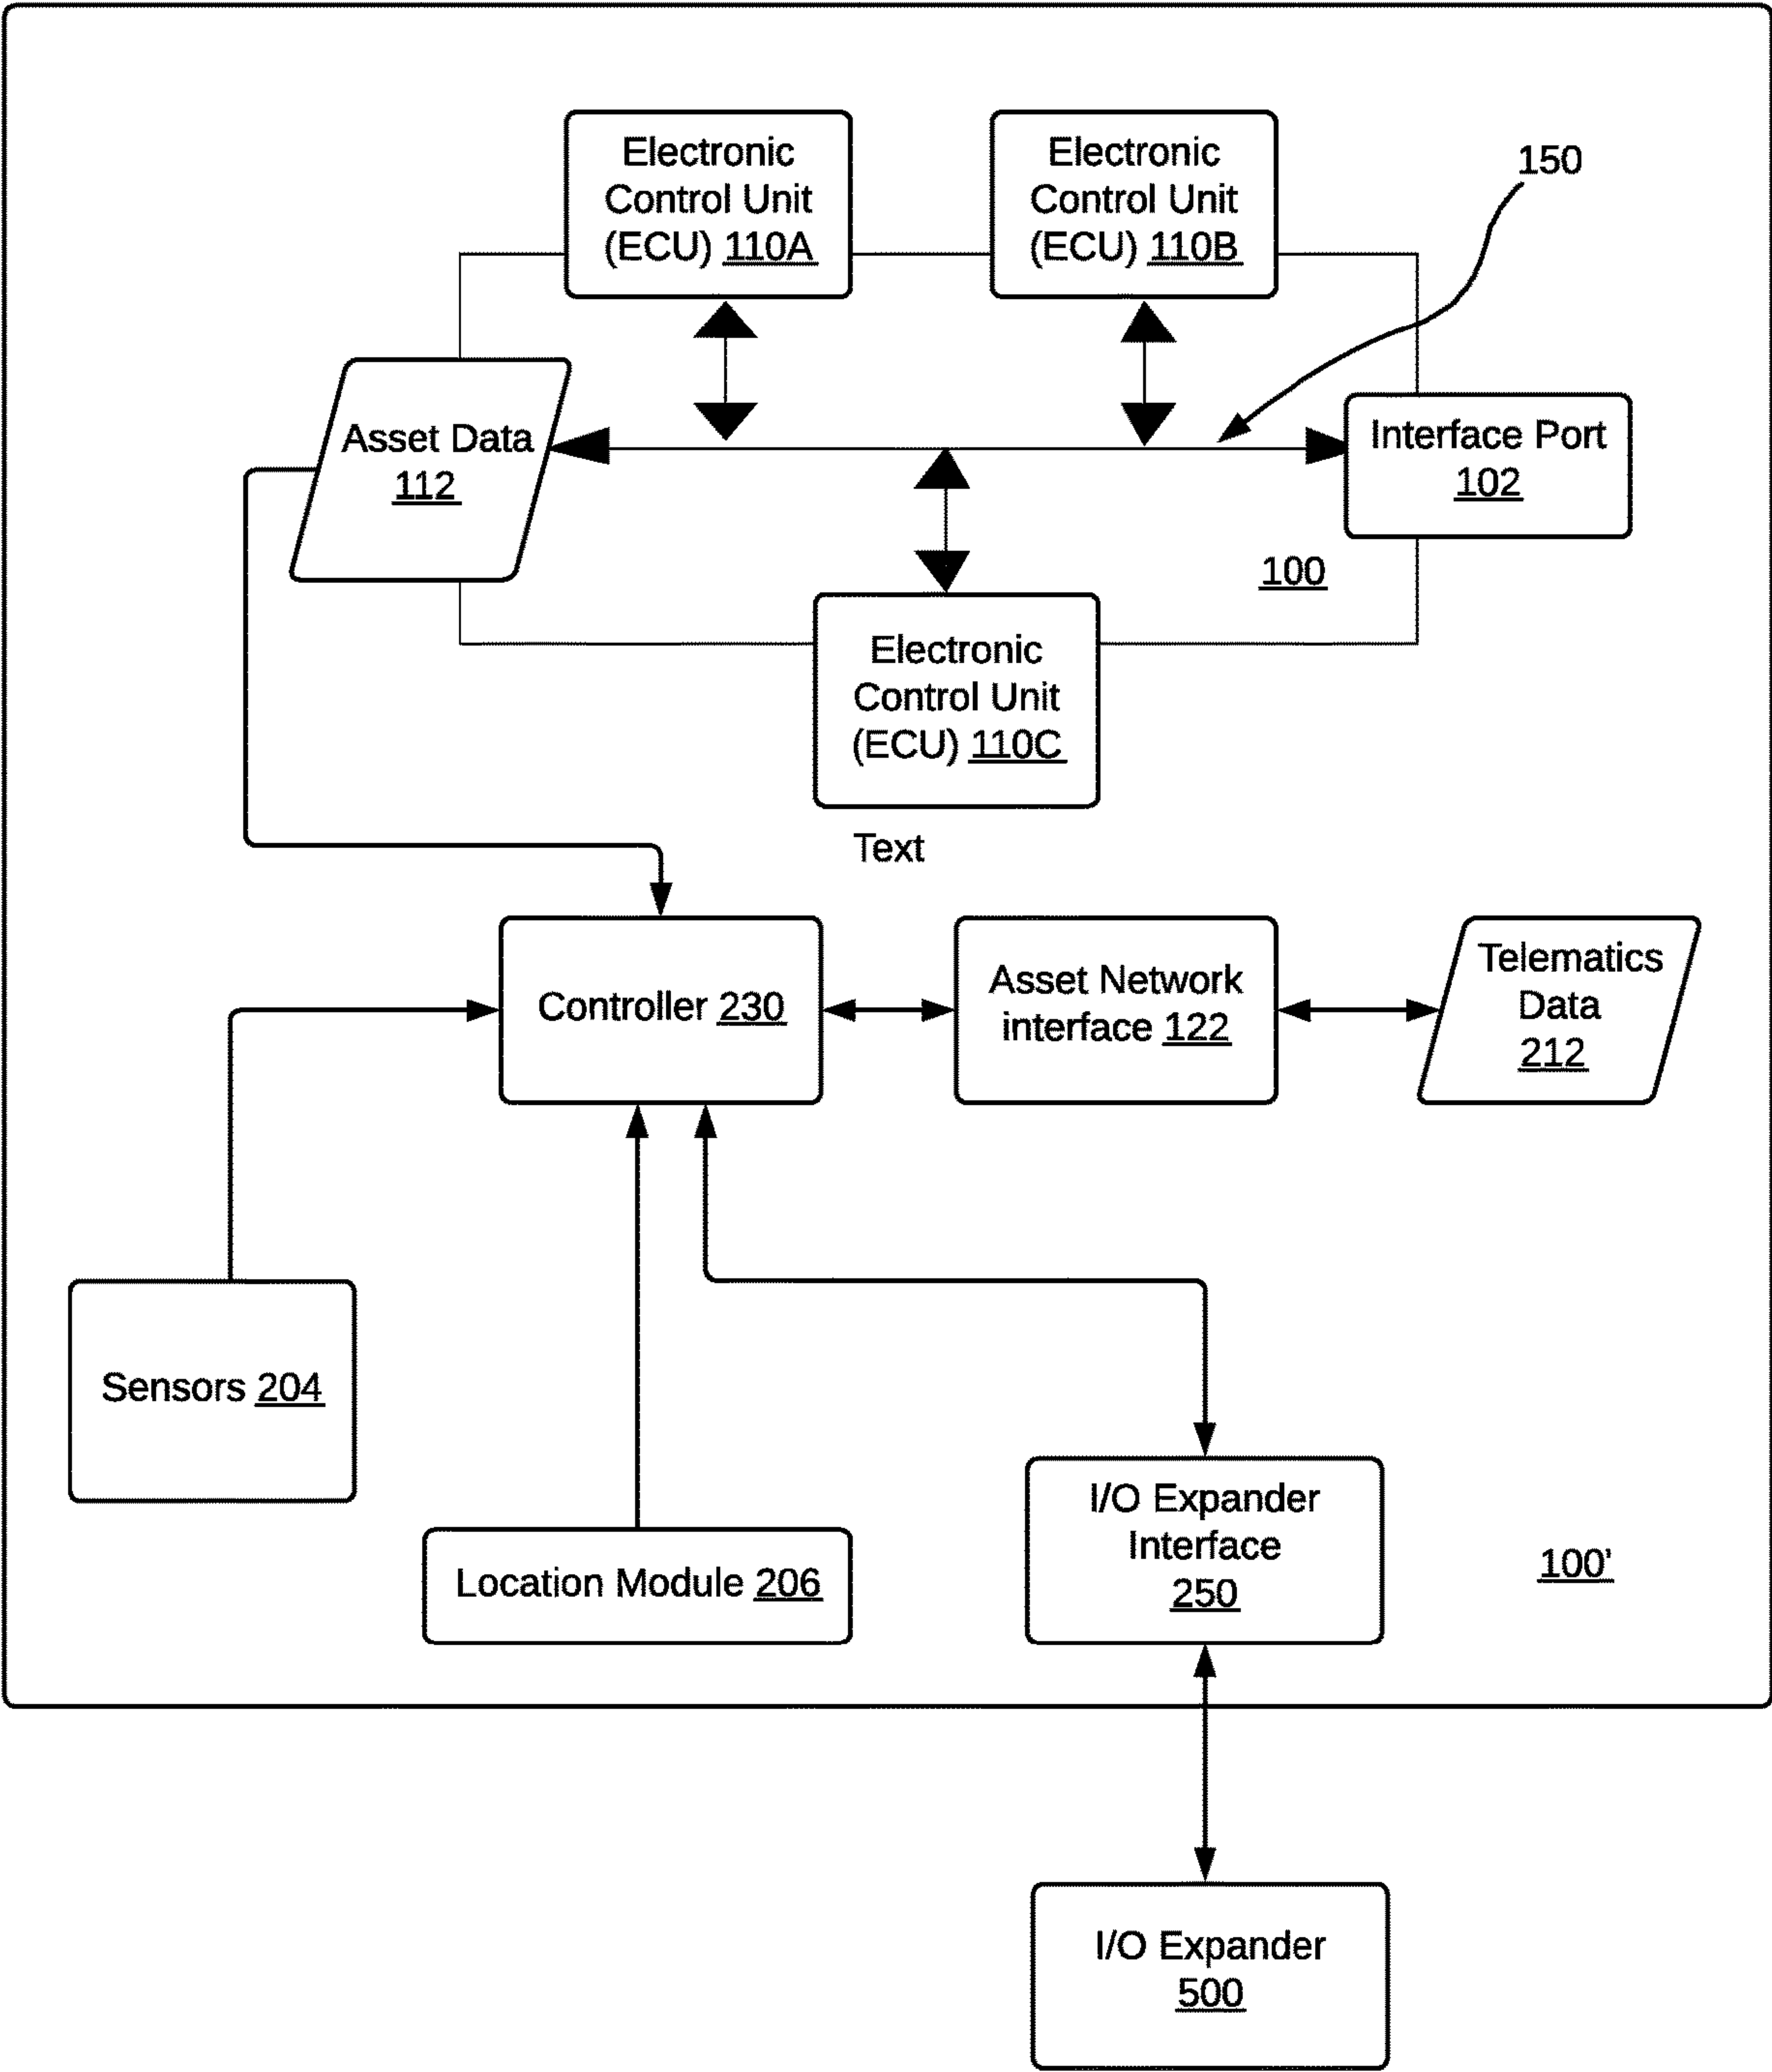 Electronic
Control Unit
(ECU) 110A
Electronic
Control Unit
(ECU) 110B
150
Asset Data
112
Interface Port
102
100
Electronic
Control Unit
(ECU) 110C
Text
Controller 230
Asset Network
interface 122
Telematics
Data
212
Sensors 204
Location Module 206
I/O Expander
Interface
250
100'
I/O Expander
500